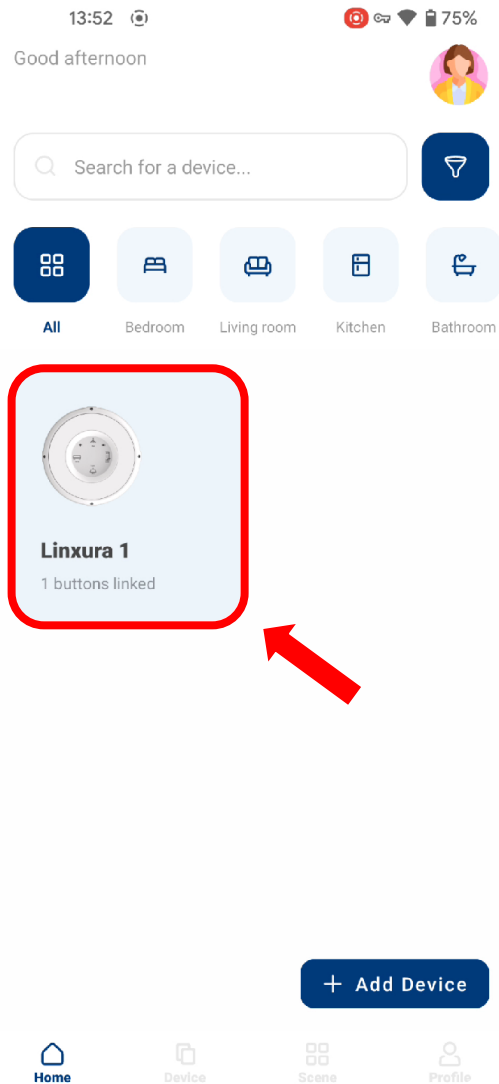 13:52
75%
Good afternoon
Search for a device...
All
Bedroom
Living room
Kitchen
Bathroom
Linxura 1
1 buttons linked
+ Add Device
Home
Device
Scene
Profile